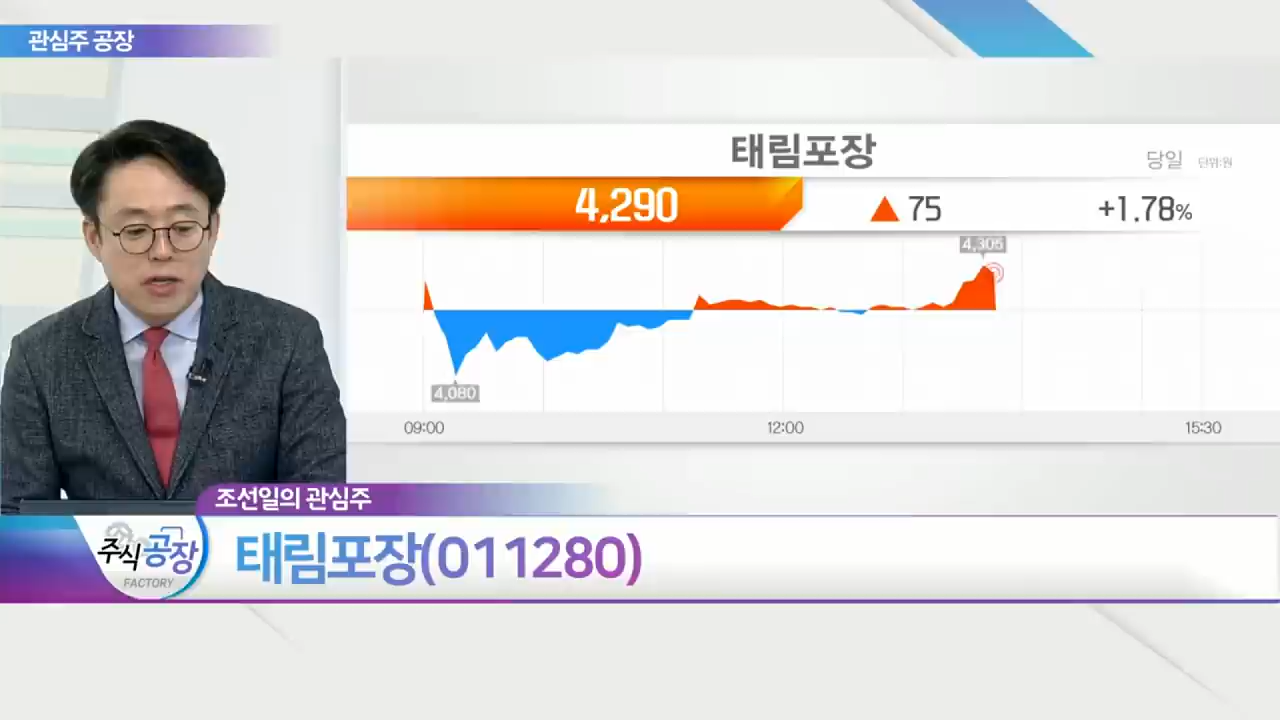 관심주 공장
태림포장
당일 단위:원
4,290 ▲ 75 +1.78%
4,305
4,080
09:00 12:00 15:30
조선일의 관심주
주식공장
FACTORY
태림포장(011280)